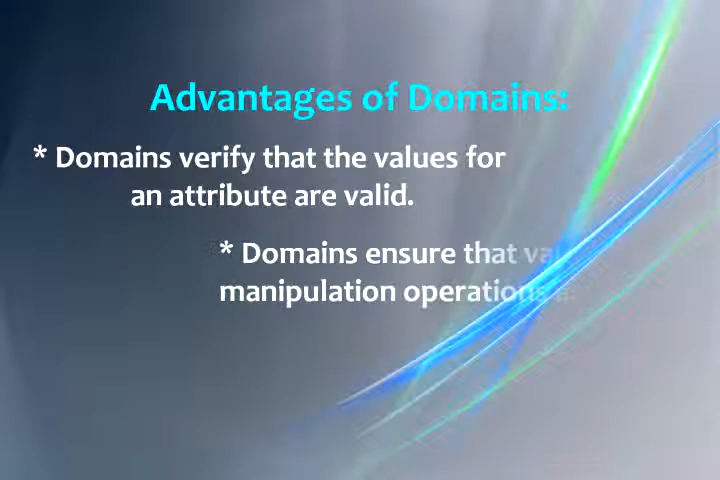 Advantages of Domains:
* Domains verify that the values for
an attribute are valid.
* Domains ensure that
manipulation operations